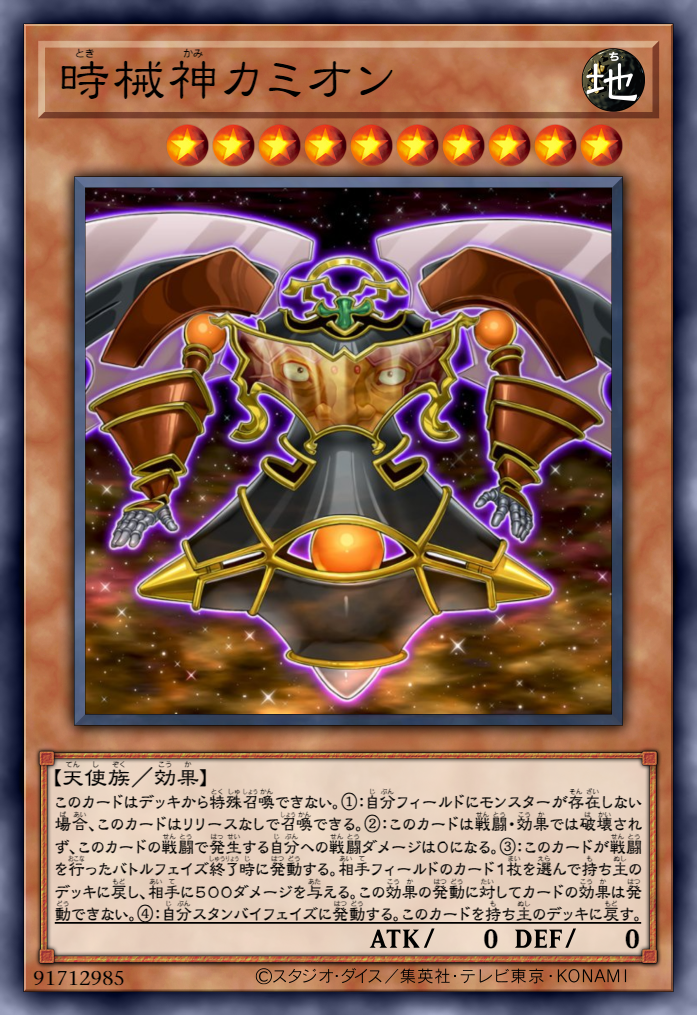 時械神カミオン
地
【天使族／効果】
このカードはデッキから特殊召喚できない。①：自分フィールドにモンスターが存在しない
場合、このカードはリリースなしで召喚できる。②：このカードは戦闘・効果では破壊され
ず、このカードの戦闘で発生する自分への戦闘ダメージは０になる。③：このカードが戦闘
を行ったバトルフェイズ終了時に発動する。相手フィールドのカード１枚を選んで持ち主の
デッキに戻し、相手に５００ダメージを与える。この効果の発動に対してカードの効果は発
動できない。④：自分スタンバイフェイズに発動する。このカードを持ち主のデッキに戻す。
ATK/ 0 DEF/ 0
91712985 ©スタジオ・ダイス／集英社・テレビ東京・KONAMI